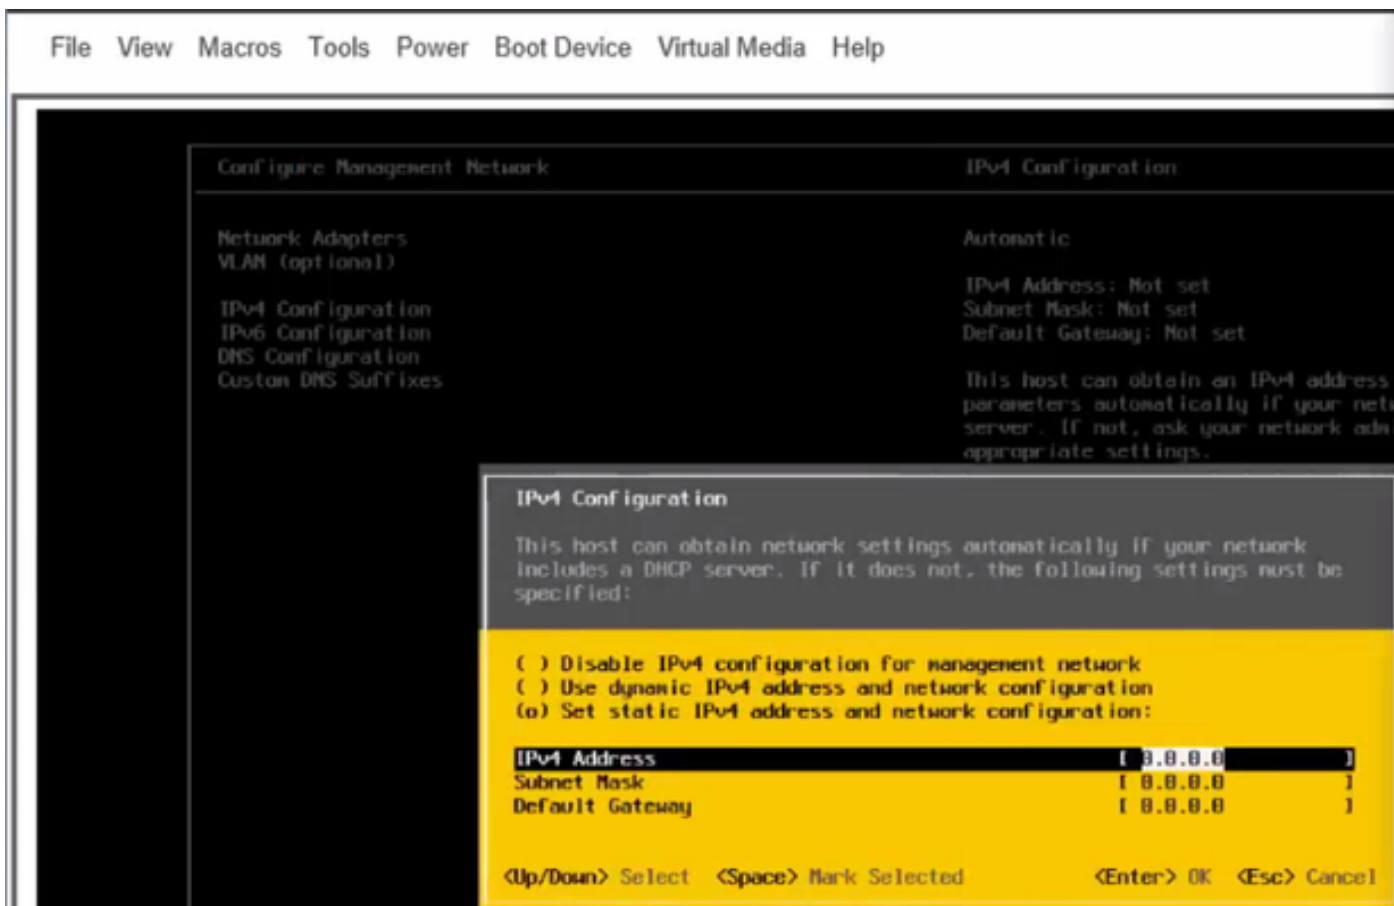 File View Macros Tools Power Boot Device Virtual Media Help
Configure Management Network
IPv4 Configuration
Network Adapters
VLAN (optional)
IPv4 Configuration
IPv6 Configuration
DNS Configuration
Custom DNS Suffixes
Automatic
IPv4 Address: Not set
Subnet Mask: Not set
Default Gateway: Not set
This host can obtain an IPv4 address
parameters automatically if your
server. If not, ask your network
appropriate settings.
IPv4 Configuration
This host can obtain network settings automatically if your network
includes a DHCP server. If it does not, the following settings must be
specified:
( ) Disable IPv4 configuration for management network
( ) Use dynamic IPv4 address and network configuration
(o) Set static IPv4 address and network configuration:
IPv4 Address [ 0.0.0.0 ]
Subnet Mask [ 0.0.0.0 ]
Default Gateway [ 0.0.0.0 ]
<Up/Down> Select <Space> Mark Selected <Enter> OK <Esc> Cancel